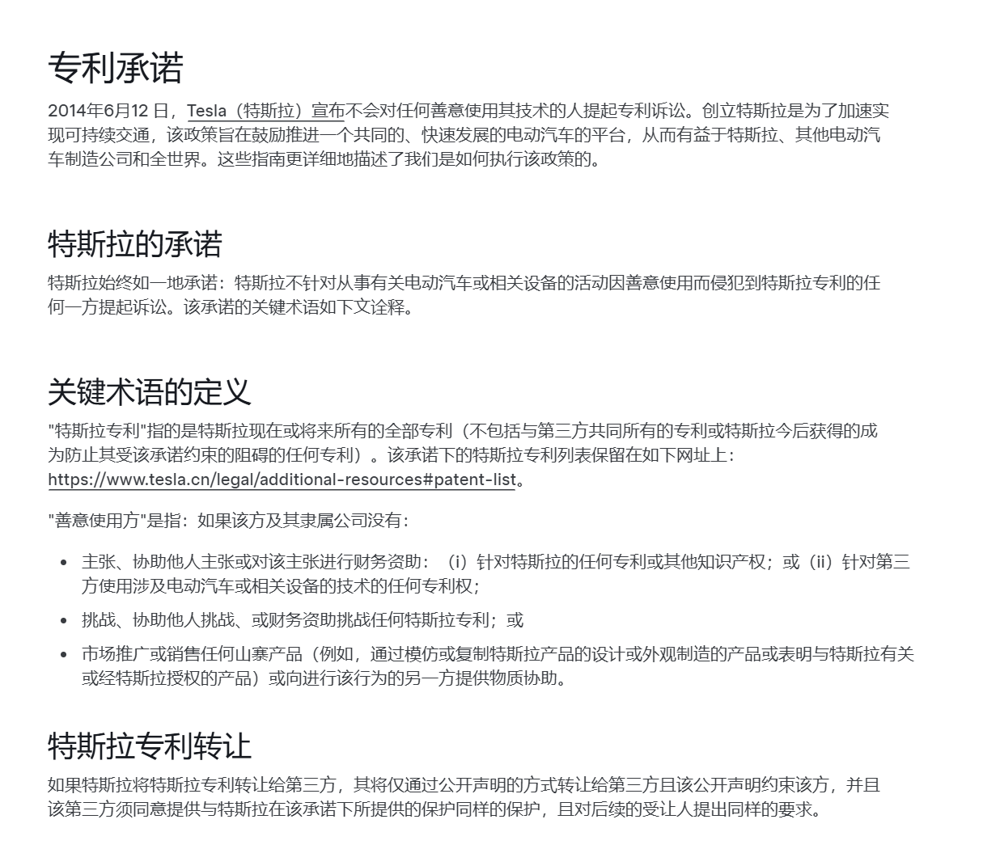 专利承诺
2014年6月12 日，Tesla（特斯拉）宣布不会对任何善意使用其技术的人提起专利诉讼。创立特斯拉是为了加速实
现可持续交通，该政策旨在鼓励推进一个共同的、快速发展的电动汽车的平台，从而有益于特斯拉、其他电动汽
车制造公司和全世界。这些指南更详细地描述了我们是如何执行该政策的。
特斯拉的承诺
特斯拉始终如一地承诺：特斯拉不针对从事有关电动汽车或相关设备的活动因善意使用而侵犯到特斯拉专利的任
何一方提起诉讼。该承诺的关键术语如下文诠释。
关键术语的定义
"特斯拉专利"指的是特斯拉现在或将来所有的全部专利（不包括与第三方共同所有的专利或特斯拉今后获得的成
为防止其受该承诺约束的阻碍的任何专利）。该承诺下的特斯拉专利列表保留在如下网址上：
https://www.tesla.cn/legal/additional-resources#patent-list。
"善意使用方"是指：如果该方及其隶属公司没有：
• 主张、协助他人主张或对该主张进行财务资助：（i）针对特斯拉的任何专利或其他知识产权；或（ii）针对第三
方使用涉及电动汽车或相关设备的技术的任何专利权；
• 挑战、协助他人挑战、或财务资助挑战任何特斯拉专利；或
• 市场推广或销售任何山寨产品（例如，通过模仿或复制特斯拉产品的设计或外观制造的产品或表明与特斯拉有关
或经特斯拉授权的产品）或向进行该行为的另一方提供物质协助。
特斯拉专利转让
如果特斯拉将特斯拉专利转让给第三方，其将仅通过公开声明的方式转让给第三方且该公开声明约束该方，并且
该第三方须同意提供与特斯拉在该承诺下所提供的保护同样的保护，且对后续的受让人提出同样的要求。